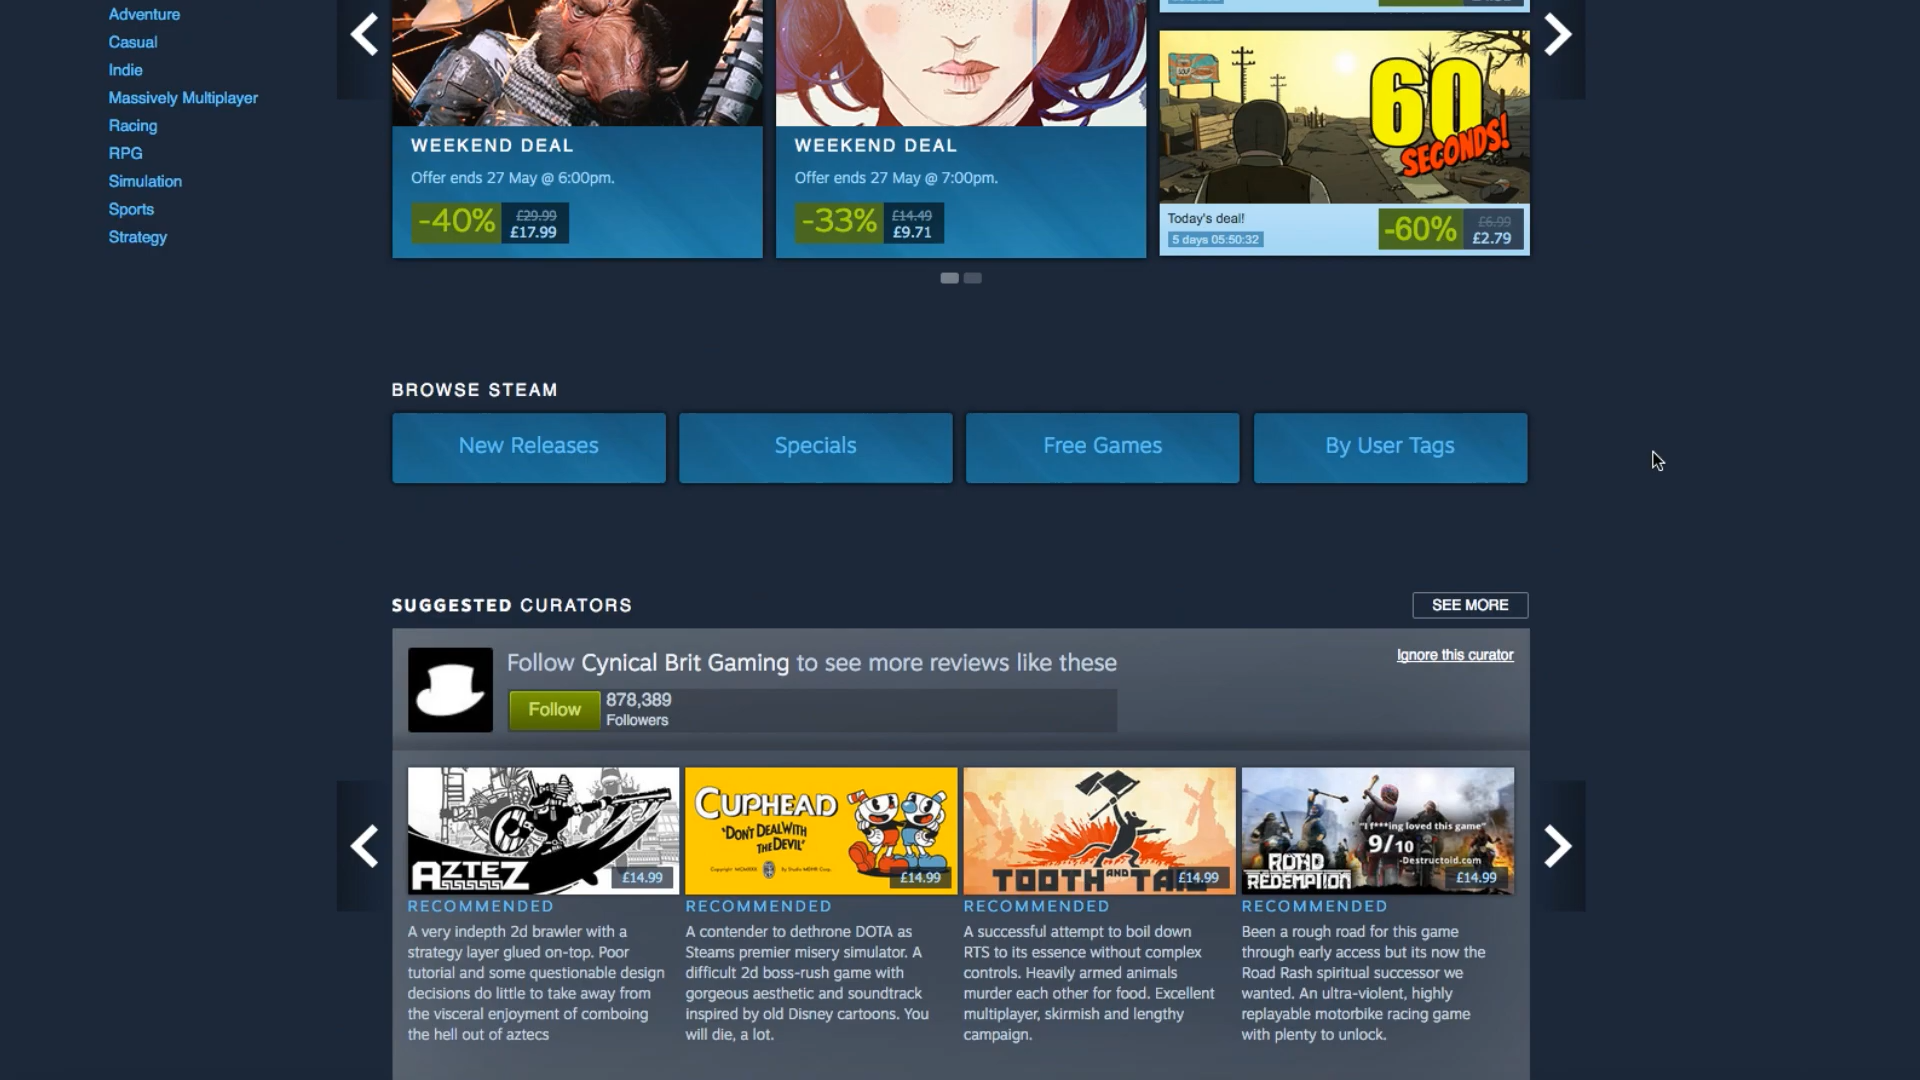 Adventure
Casual
Indie
Massively Multiplayer
Racing
RPG
Simulation
Sports
Strategy
WEEKEND DEAL
Offer ends 27 May @ 6:00pm.
-40% £29.99
£17.99
WEEKEND DEAL
Offer ends 27 May @ 7:00pm.
-33% £14.49
£9.71
60
SECONDS!
Today's deal!
5 days 05:50:32
-60% £6.99
£2.79
BROWSE STEAM
New Releases
Specials
Free Games
By User Tags
SUGGESTED CURATORS
SEE MORE
Follow Cynical Brit Gaming to see more reviews like these
Ignore this curator
Follow
878,389
Followers
AZTEZ
£14.99
RECOMMENDED
A very indepth 2d brawler with a
strategy layer glued on-top. Poor
tutorial and some questionable design
decisions do little to take away from
the visceral enjoyment of comboing
the hell out of aztecs
CUPHEAD
"DON'T DEAL WITH
THE DEVIL"
£14.99
RECOMMENDED
A contender to dethrone DOTA as
Steams premier misery simulator. A
difficult 2d boss-rush game with
gorgeous aesthetic and soundtrack
inspired by old Disney cartoons. You
will die, a lot.
TOOTH AND TAIL
£14.99
RECOMMENDED
A successful attempt to boil down
RTS to its essence without complex
controls. Heavily armed animals
murder each other for food. Excellent
multiplayer, skirmish and lengthy
campaign.
"I f***ing loved this game"
9/10
-Destructoid.com
ROAD
REDEMPTION
£14.99
RECOMMENDED
Been a rough road for this game
through early access but its now the
Road Rash spiritual successor we
wanted. An ultra-violent, highly
replayable motorbike racing game
with plenty to unlock.